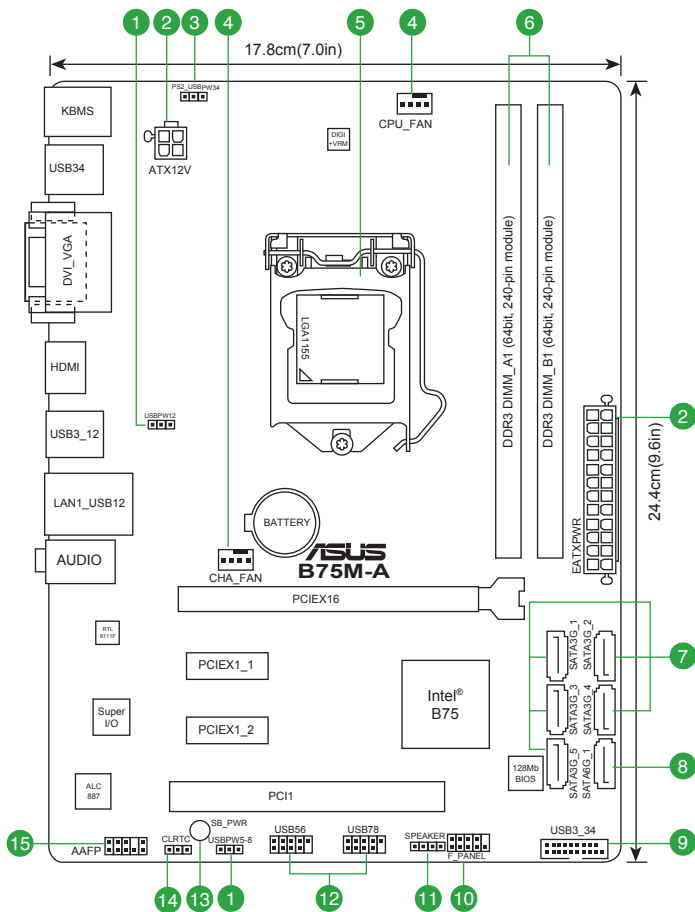 1
2
3
4
5
4
6
17.8cm(7.0in)
PS2_USBPW34
KBMS
CPU_FAN
DIGI
+VRM
USB34
ATX12V
DVI_VGA
DDR3 DIMM_A1 (64bit, 240-pin module)
DDR3 DIMM_B1 (64bit, 240-pin module)
LGA1155
HDMI
1
USBPW12
USB3_12
2
24.4cm(9.6in)
EATXPWR
LAN1_USB12
BATTERY
4
AUDIO
ASUS
B75M-A
CHA_FAN
PCIEX16
RTL
8111F
SATA3G_1
SATA3G_2
7
PCIEX1_1
Intel®
B75
SATA3G_3
SATA3G_4
Super
I/O
PCIEX1_2
SATA3G_5
SATA6G_1
8
128Mb
BIOS
ALC
887
PCI1
SB_PWR
15
AAFP
CLRTC
USBPW5-8
USB56
USB78
SPEAKER
F_PANEL
USB3_34
9
14
13
1
12
11
10